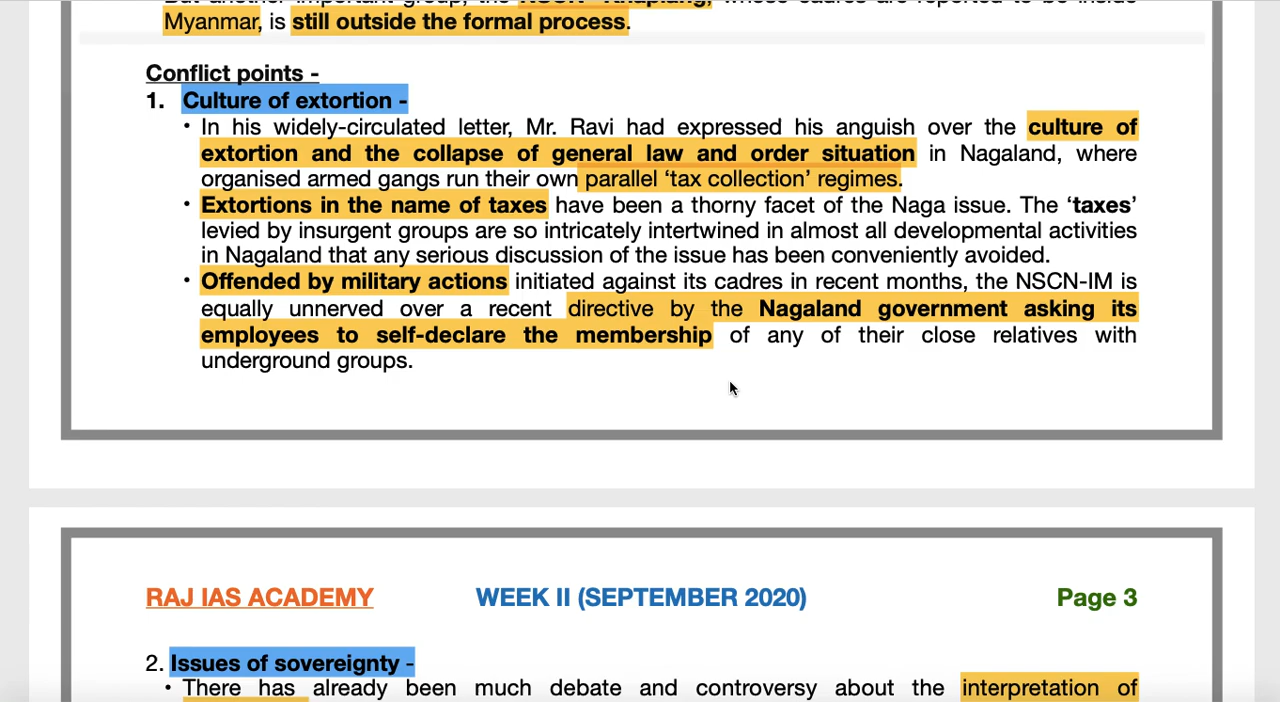 Myanmar, is still outside the formal process.
Conflict points -
1. Culture of extortion -
• In his widely-circulated letter, Mr. Ravi had expressed his anguish over the culture of
extortion and the collapse of general law and order situation in Nagaland, where
organised armed gangs run their own parallel ‘tax collection’ regimes.
• Extortions in the name of taxes have been a thorny facet of the Naga issue. The ‘taxes’
levied by insurgent groups are so intricately intertwined in almost all developmental activities
in Nagaland that any serious discussion of the issue has been conveniently avoided.
• Offended by military actions initiated against its cadres in recent months, the NSCN-IM is
equally unnerved over a recent directive by the Nagaland government asking its
employees to self-declare the membership of any of their close relatives with
underground groups.
RAJ IAS ACADEMY WEEK II (SEPTEMBER 2020) Page 3
2. Issues of sovereignty -
• There has already been much debate and controversy about the interpretation of